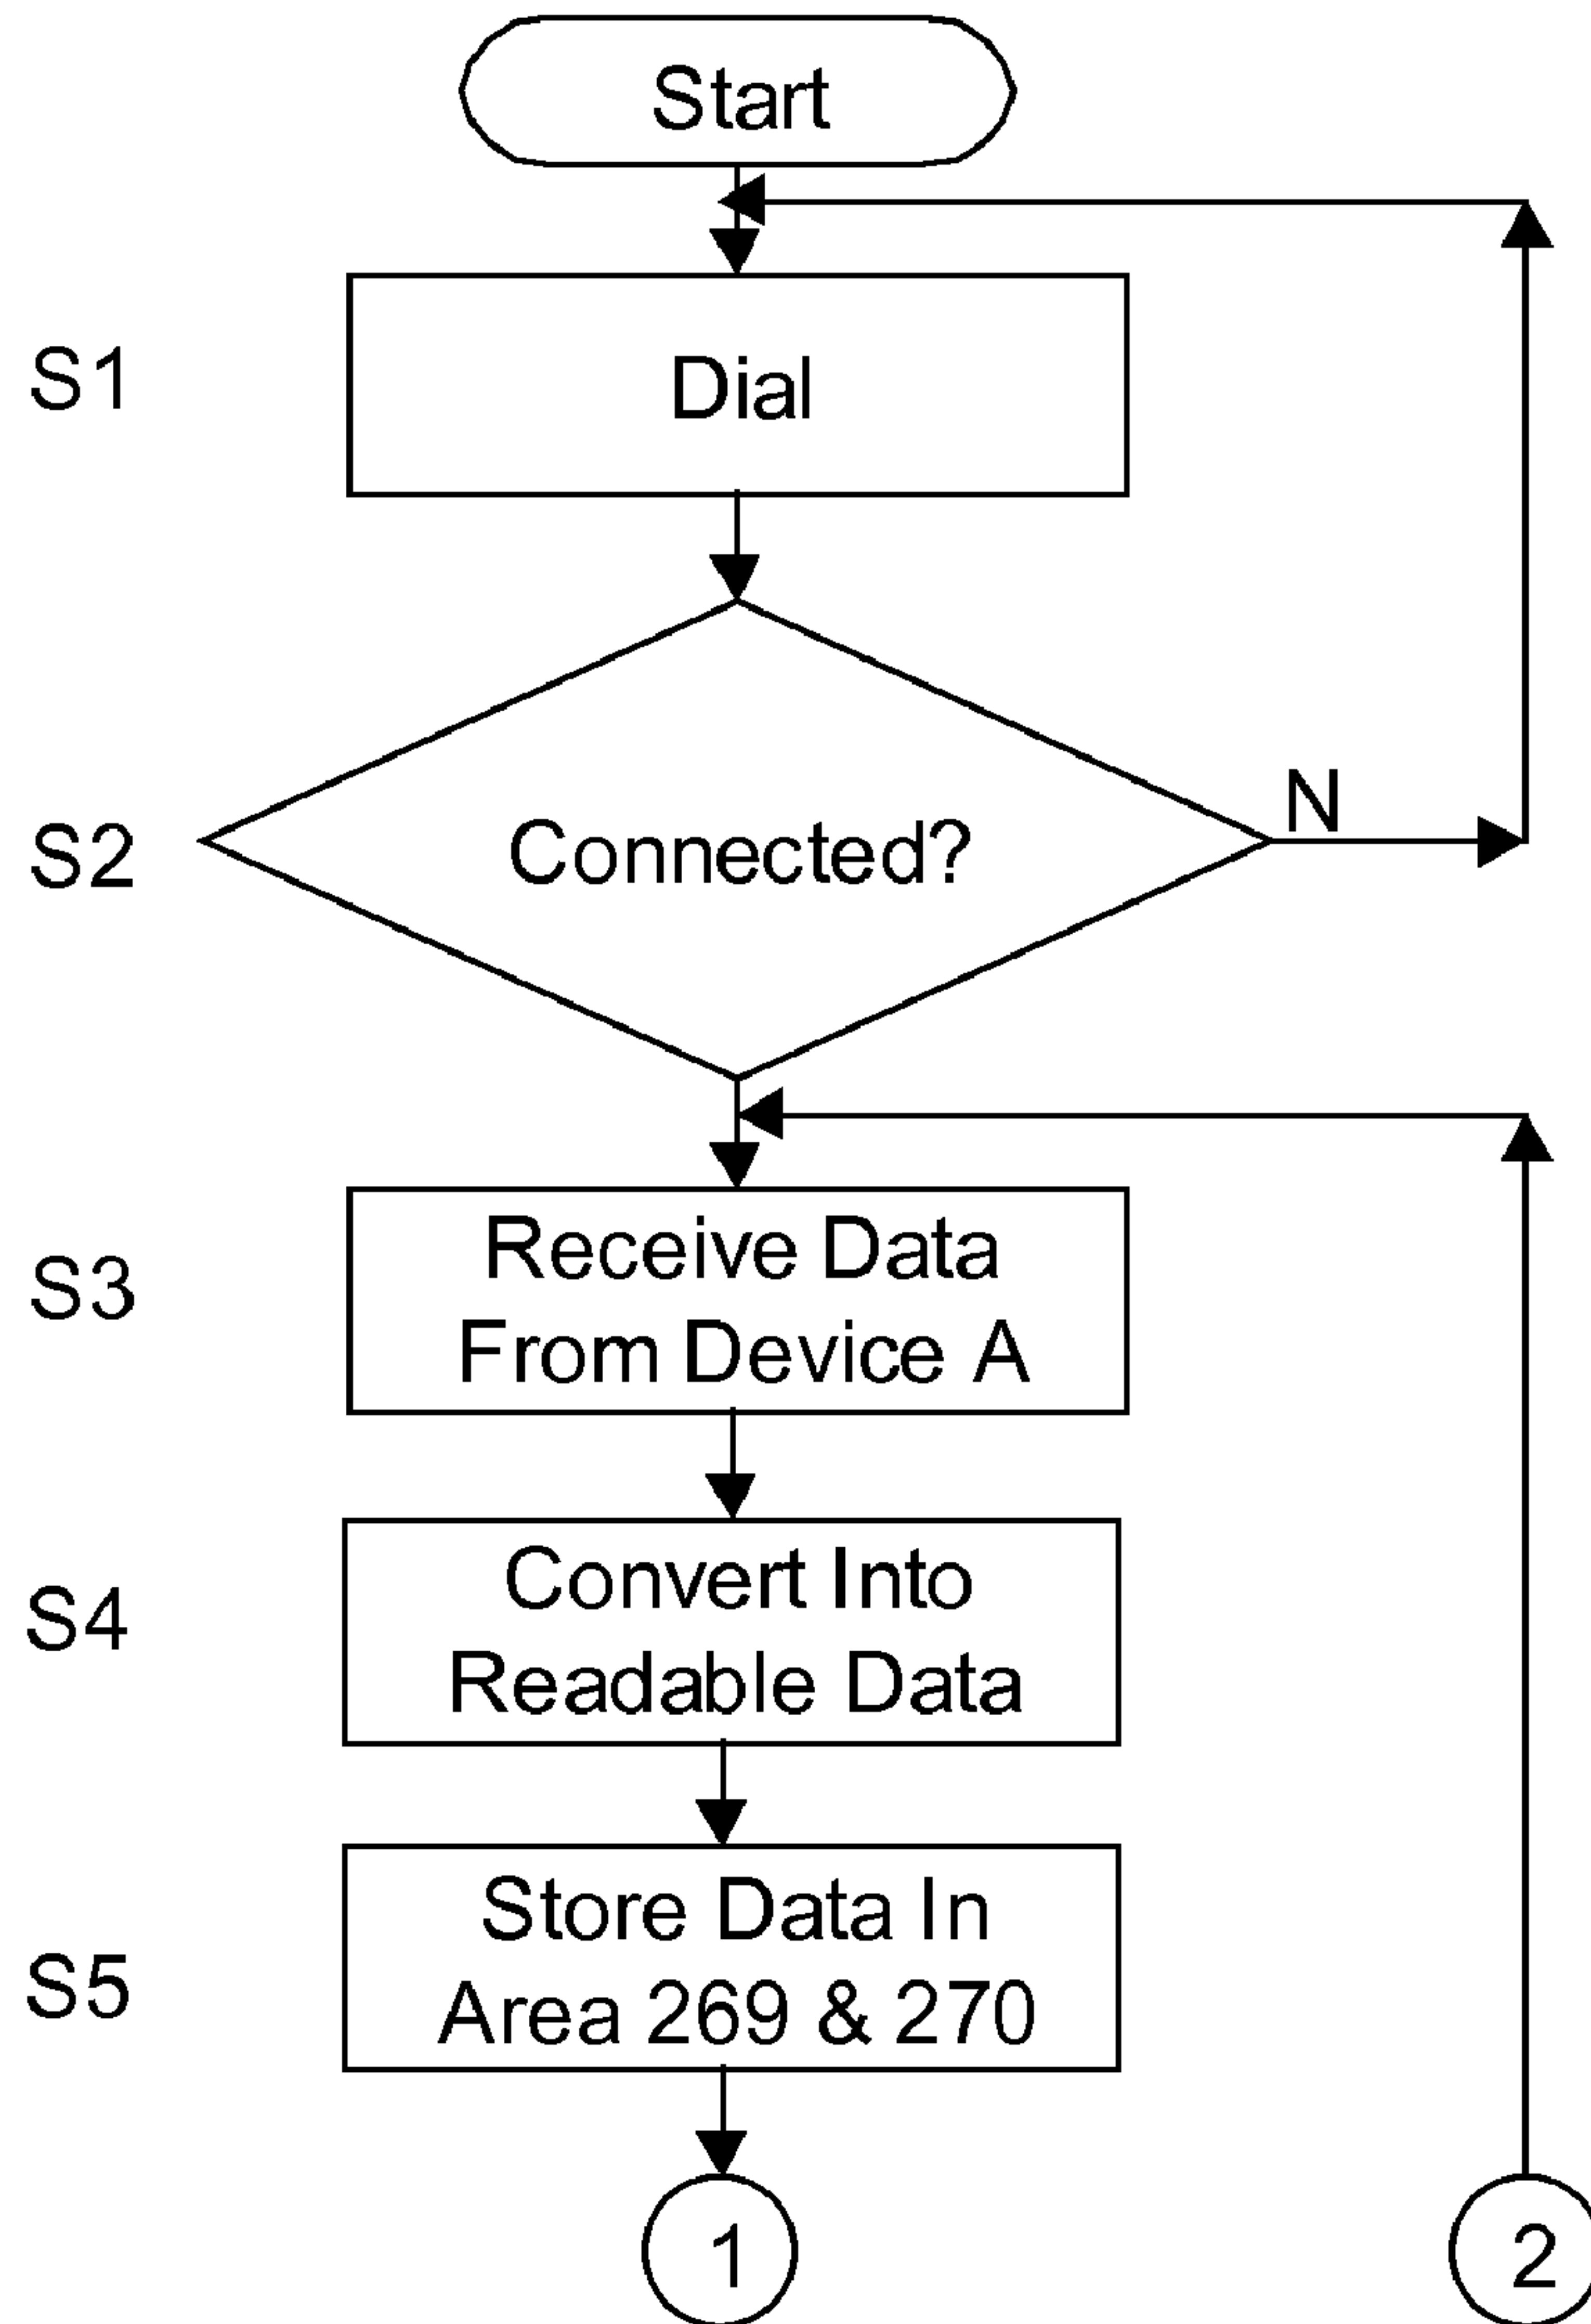 Start
S1
Dial
S2
Connected?
N
S3
Receive Data
From Device A
S4
Convert Into
Readable Data
S5
Store Data In
Area 269 & 270
1
2